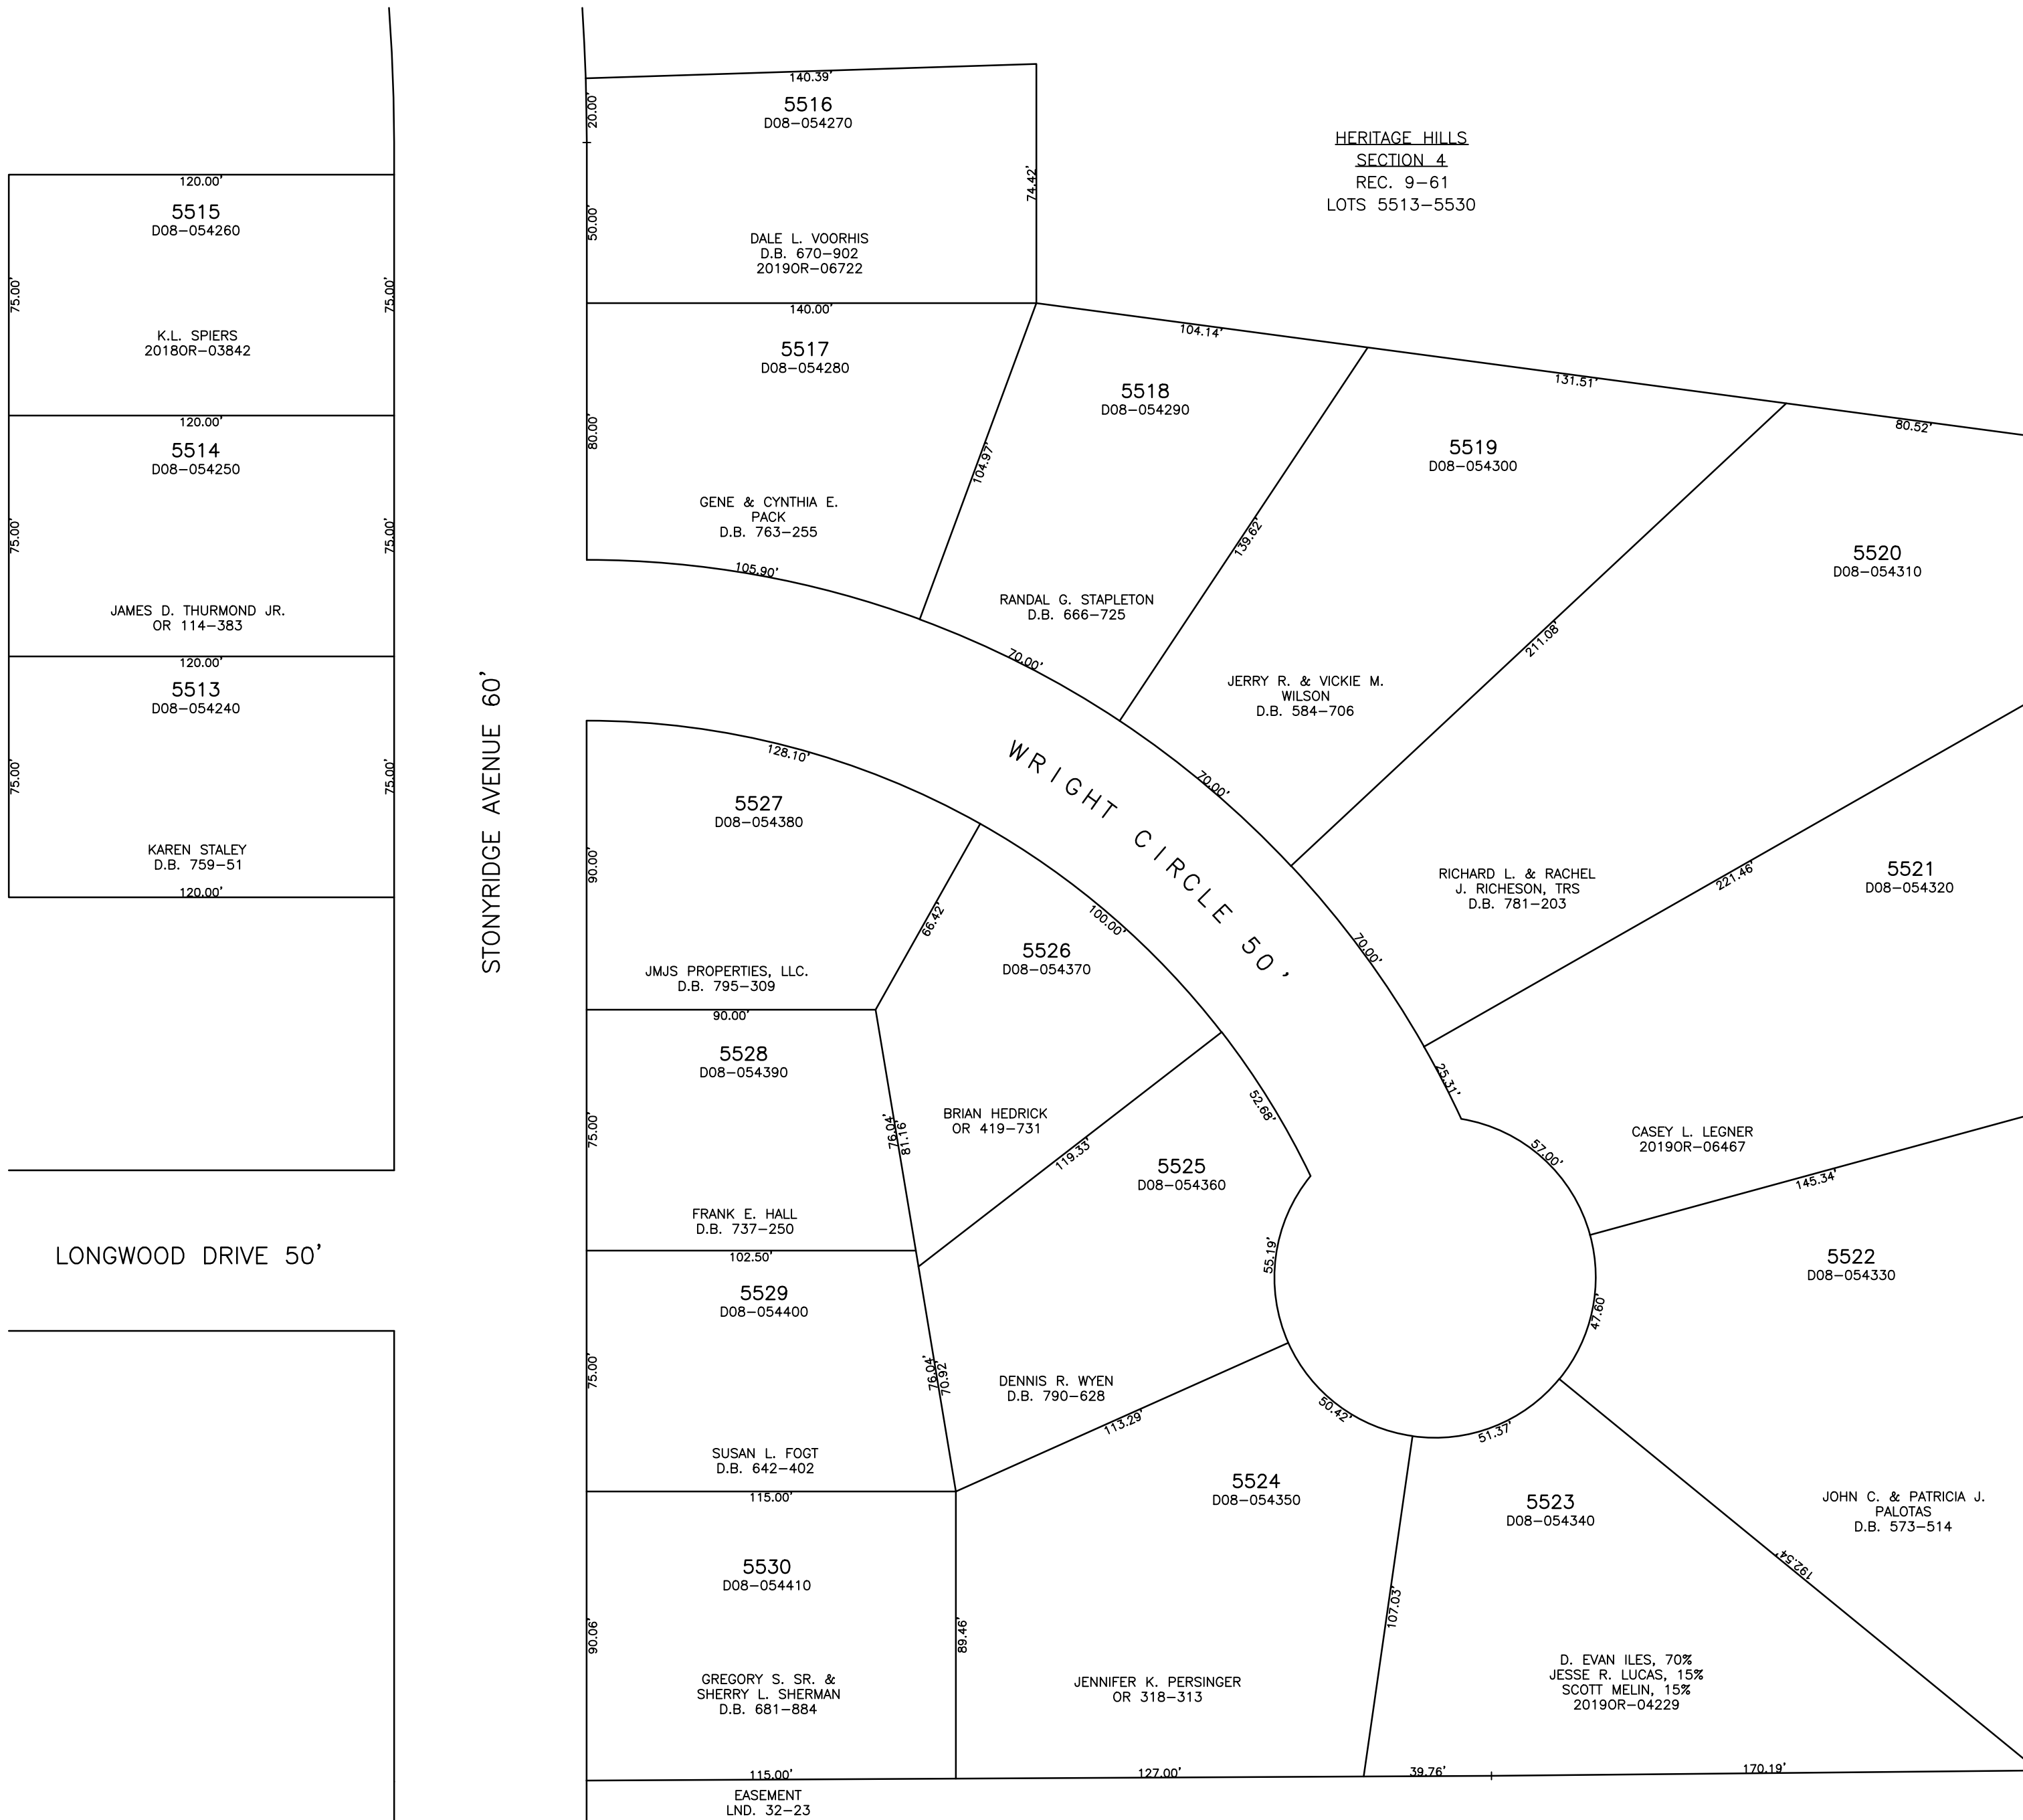 HERITAGE HILLS
SECTION 4
REC. 9-61
LOTS 5513-5530
120.00'
5515
D08-054260
75.00'
75.00'
K.L. SPIERS
2018OR-03842
120.00'
5514
D08-054250
75.00'
75.00'
JAMES D. THURMOND JR.
OR 114-383
120.00'
5513
D08-054240
75.00'
75.00'
KAREN STALEY
D.B. 759-51
120.00'
STONYRIDGE AVENUE 60'
LONGWOOD DRIVE 50'
140.39'
20.00'
5516
D08-054270
50.00'
74.42'
DALE L. VOORHIS
D.B. 670-902
2019OR-06722
140.00'
5517
D08-054280
80.00'
104.97'
GENE & CYNTHIA E.
PACK
D.B. 763-255
105.90'
104.14'
5518
D08-054290
139.62'
RANDAL G. STAPLETON
D.B. 666-725
70.00'
131.51'
5519
D08-054300
211.08'
JERRY R. & VICKIE M.
WILSON
D.B. 584-706
70.00'
80.52'
5520
D08-054310
RICHARD L. & RACHEL
J. RICHESON, TRS
D.B. 781-203
70.00'
221.46'
5521
D08-054320
25.31'
CASEY L. LEGNER
2019OR-06467
57.00'
145.34'
WRIGHT CIRCLE 50'
128.10'
5527
D08-054380
90.00'
66.42'
JMJS PROPERTIES, LLC.
D.B. 795-309
90.00'
100.00'
5526
D08-054370
BRIAN HEDRICK
OR 419-731
119.33'
5528
D08-054390
75.00'
76.04'
81.16'
FRANK E. HALL
D.B. 737-250
102.50'
52.68'
5525
D08-054360
55.19'
DENNIS R. WYEN
D.B. 790-628
113.29'
5529
D08-054400
75.00'
76.04'
70.92'
SUSAN L. FOGT
D.B. 642-402
115.00'
5522
D08-054330
47.60'
JOHN C. & PATRICIA J.
PALOTAS
D.B. 573-514
192.54'
50.42'
5524
D08-054350
JENNIFER K. PERSINGER
OR 318-313
107.03'
127.00'
51.37'
5523
D08-054340
D. EVAN ILES, 70%
JESSE R. LUCAS, 15%
SCOTT MELIN, 15%
2019OR-04229
39.76'
170.19'
5530
D08-054410
90.06'
89.46'
GREGORY S. SR. &
SHERRY L. SHERMAN
D.B. 681-884
115.00'
EASEMENT
LND. 32-23